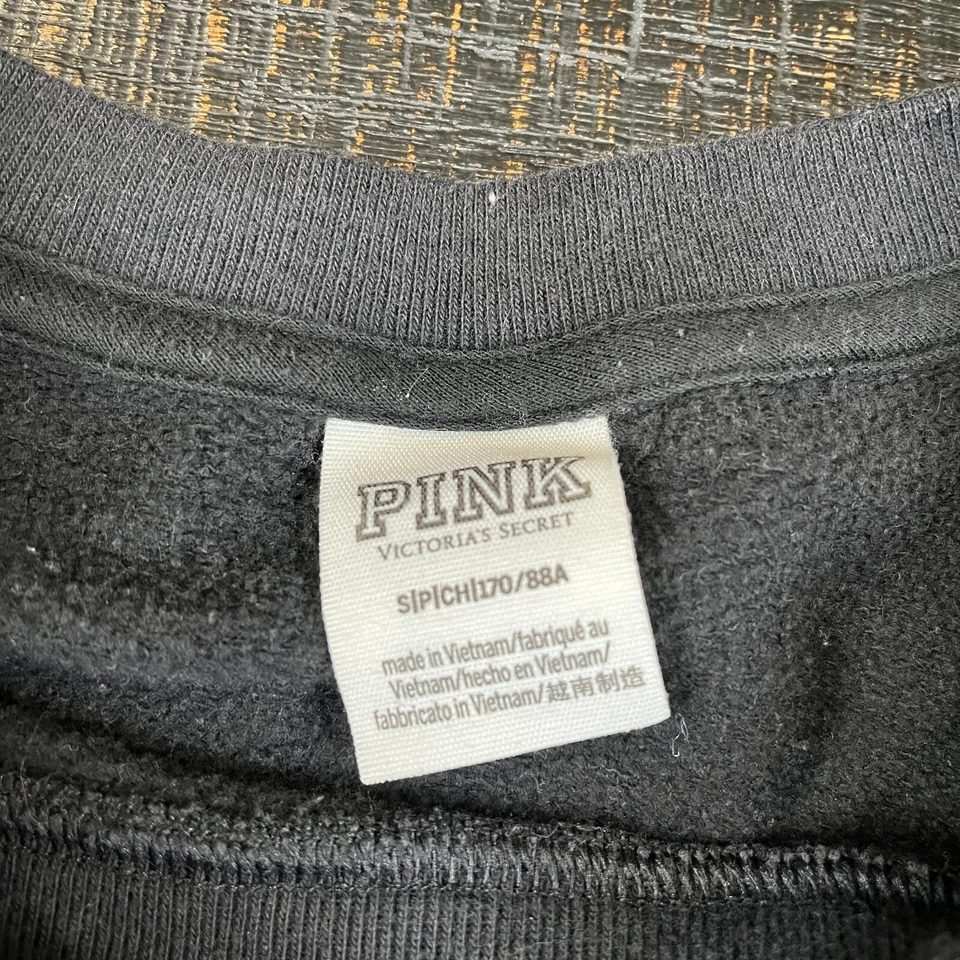 PINK
VICTORIA'S SECRET
S|P|CH|170/88A
made in Vietnam/fabriqué au
Vietnam/hecho en Vietnam/
fabbricato in Vietnam/越南制造